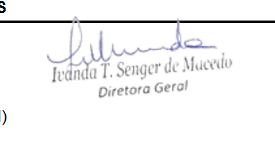 S
Ivanda T. Senger de Macedo
Diretora Geral
)